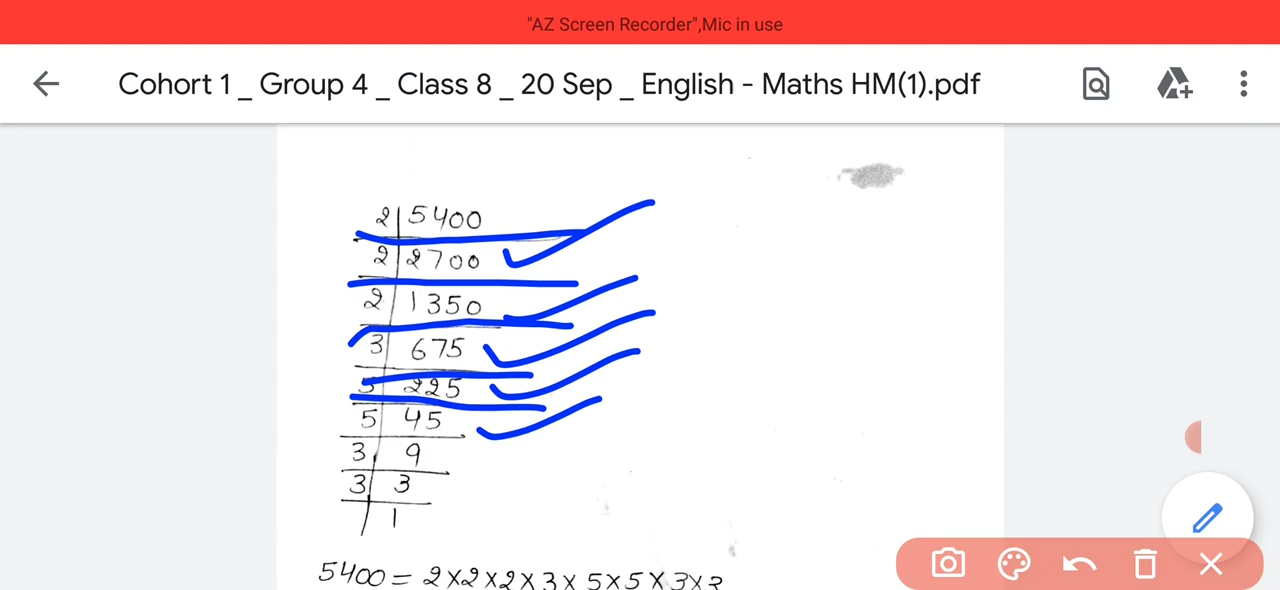 "AZ Screen Recorder",Mic in use
Cohort 1 _ Group 4 _ Class 8 _ 20 Sep _ English - Maths HM(1).pdf
2 | 5400
2 | 2700
2 | 1350
3 | 675
5 | 225
5 | 45
3 | 9
3 | 3
| 1
5400 = 2×2×2×3×5×5×3×3